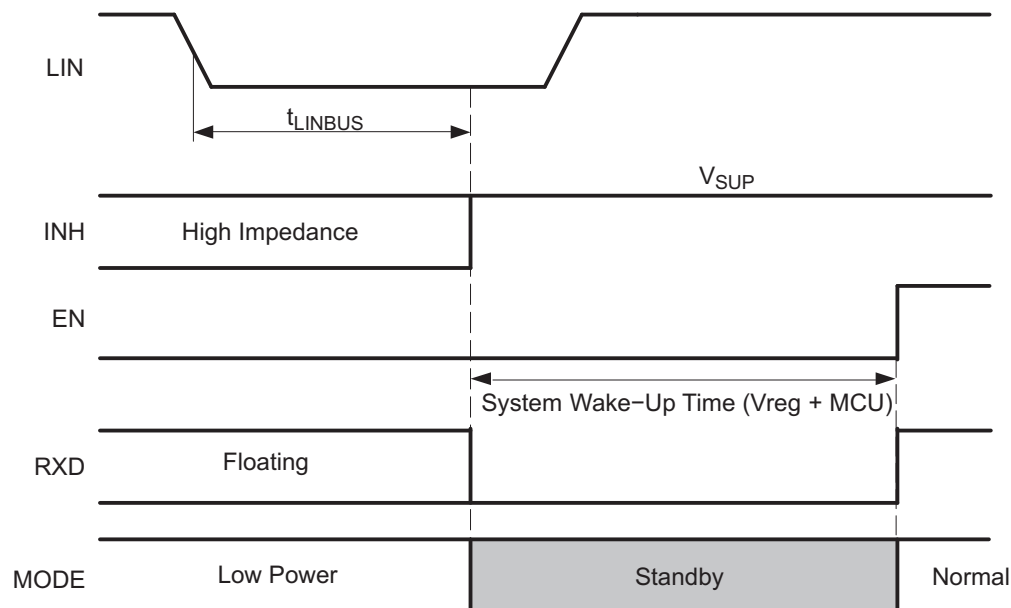 LIN
tLINBUS
VSUP
INH
High Impedance
EN
System Wake−Up Time (Vreg + MCU)
RXD
Floating
MODE
Low Power
Standby
Normal